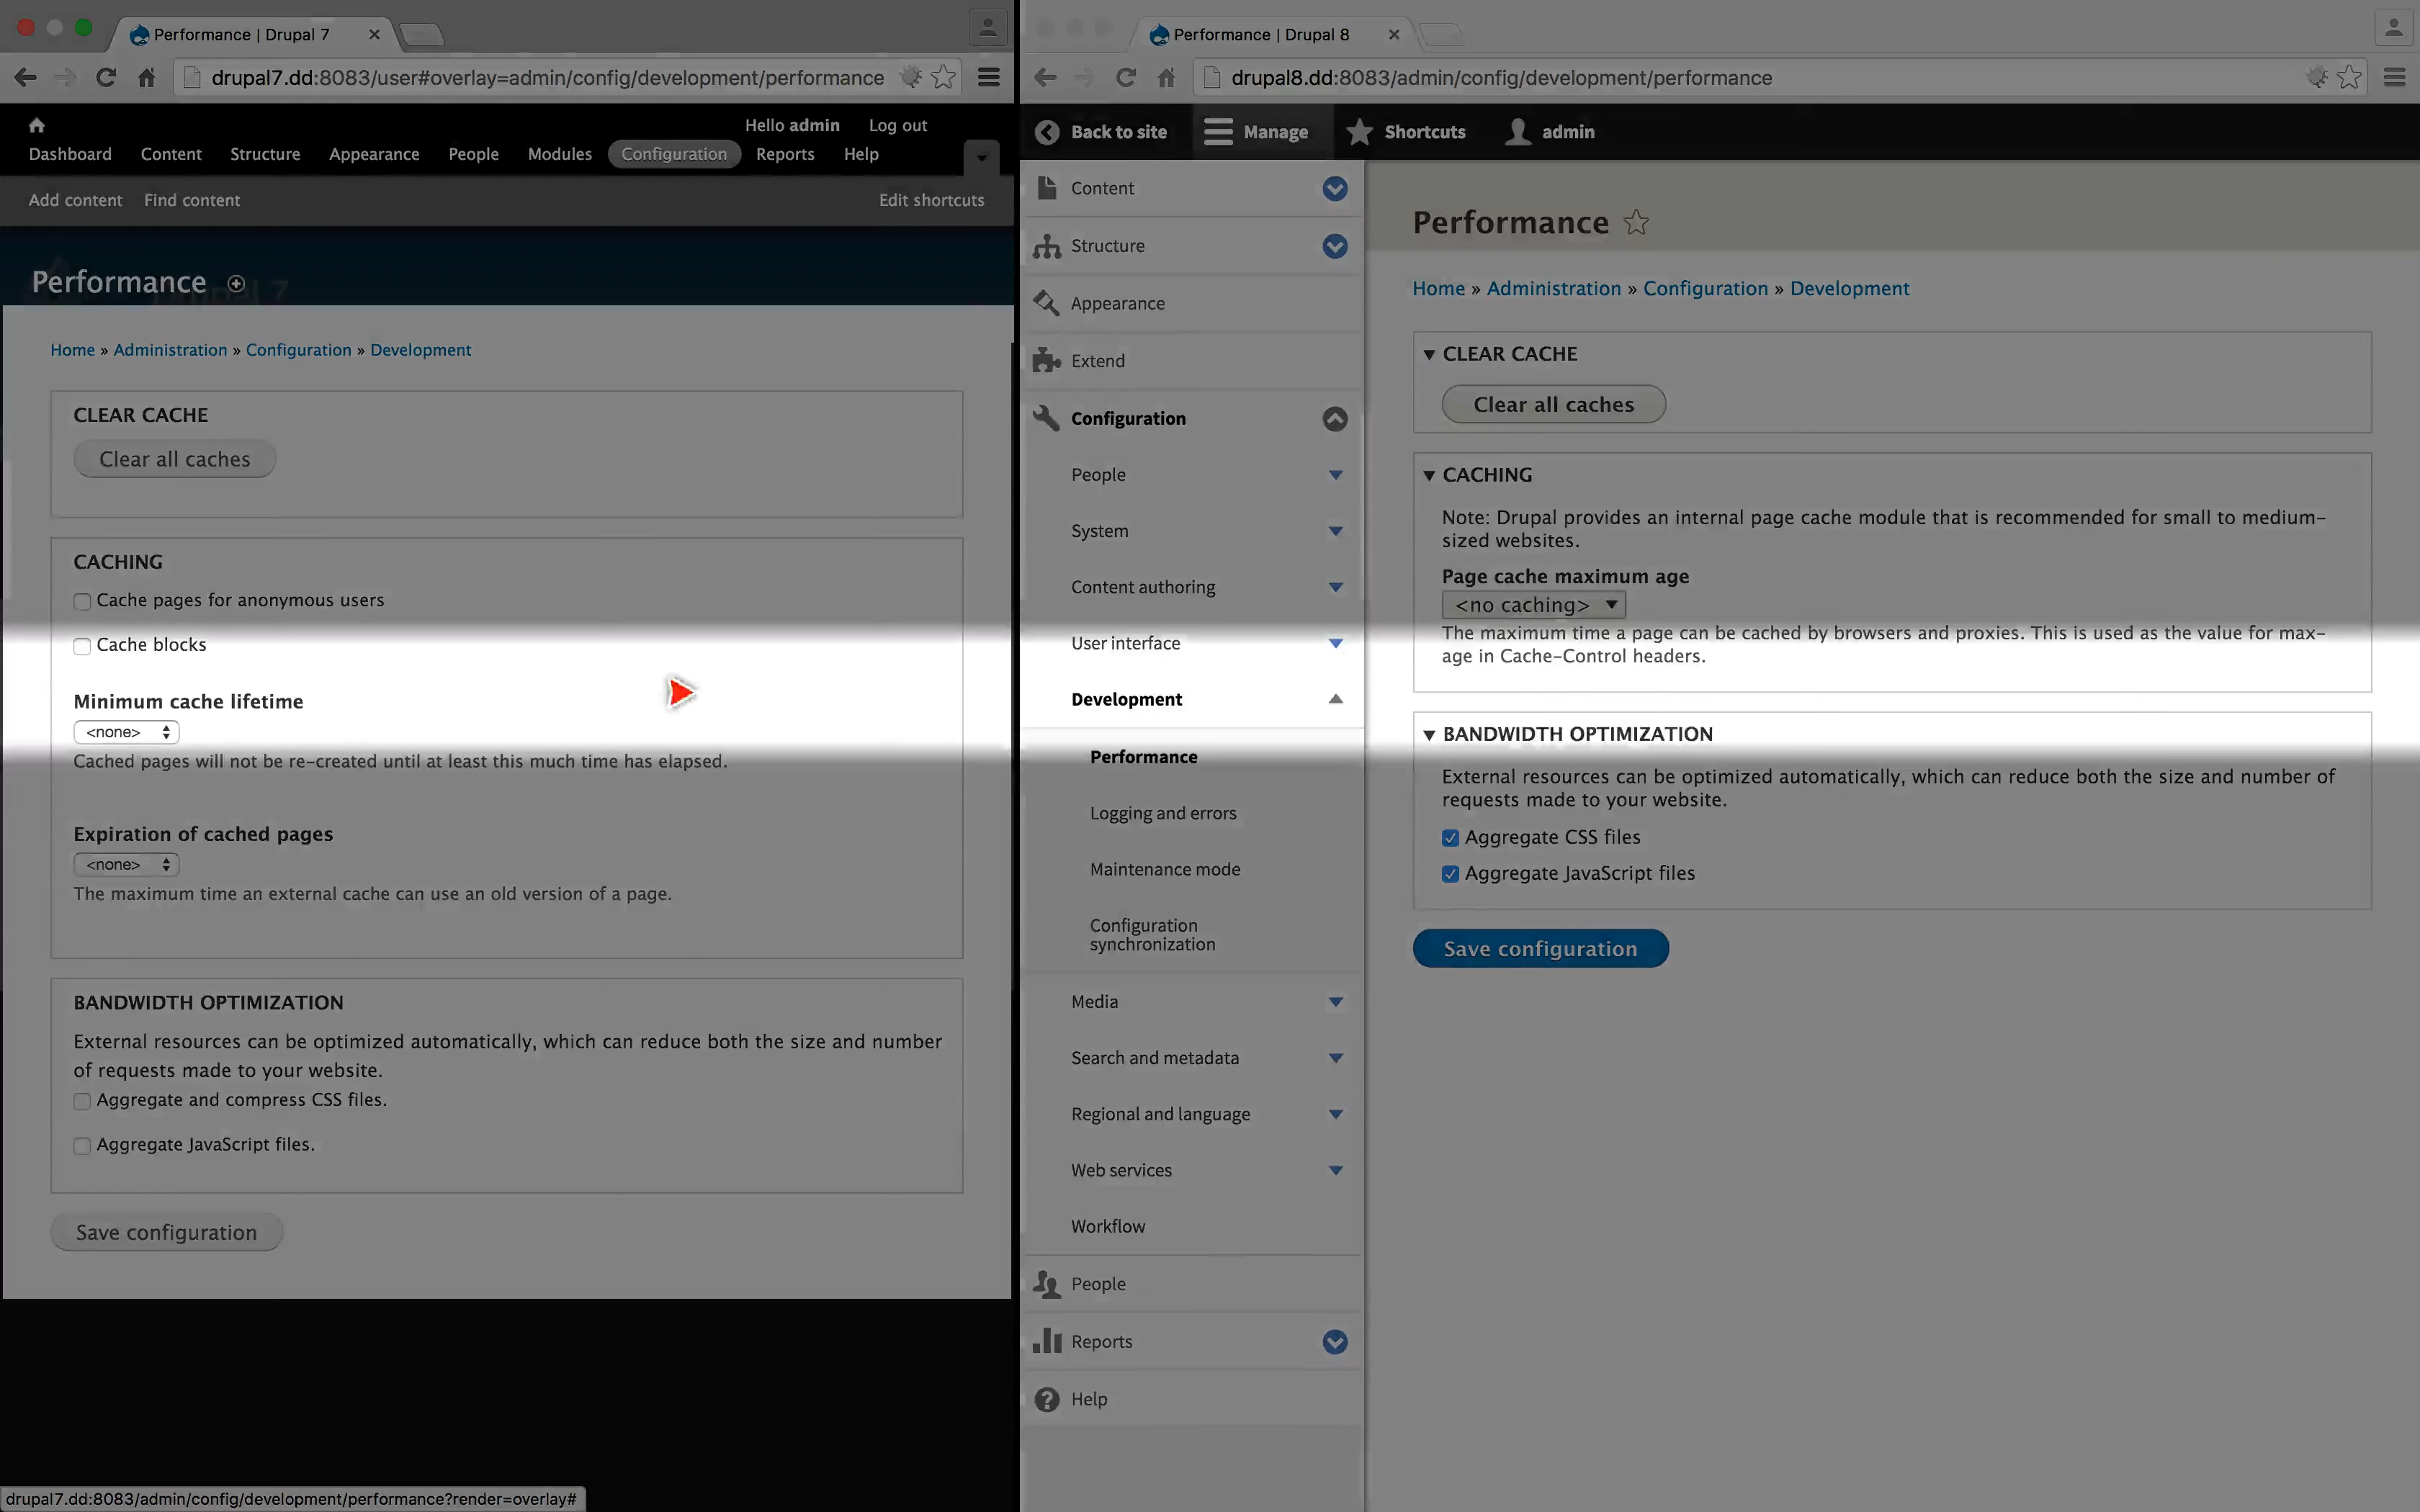 Performance | Drupal 7
drupal7.dd:8083/user#overlay=admin/config/development/performance
Hello admin Log out
Dashboard Content Structure Appearance People Modules Configuration Reports Help
Add content Find content Edit shortcuts
Performance
Home » Administration » Configuration » Development
CLEAR CACHE
Clear all caches
CACHING
Cache pages for anonymous users
Cache blocks
Minimum cache lifetime
<none>
Cached pages will not be re-created until at least this much time has elapsed.
Expiration of cached pages
<none>
The maximum time an external cache can use an old version of a page.
BANDWIDTH OPTIMIZATION
External resources can be optimized automatically, which can reduce both the size and number
of requests made to your website.
Aggregate and compress CSS files.
Aggregate JavaScript files.
Save configuration
drupal7.dd:8083/admin/config/development/performance?render=overlay#
Performance | Drupal 8
drupal8.dd:8083/admin/config/development/performance
Back to site Manage Shortcuts admin
Content
Structure
Appearance
Extend
Configuration
People
System
Content authoring
User interface
Development
Performance
Logging and errors
Maintenance mode
Configuration
synchronization
Media
Search and metadata
Regional and language
Web services
Workflow
People
Reports
Help
Performance
Home » Administration » Configuration » Development
CLEAR CACHE
Clear all caches
CACHING
Note: Drupal provides an internal page cache module that is recommended for small to medium-
sized websites.
Page cache maximum age
<no caching>
The maximum time a page can be cached by browsers and proxies. This is used as the value for max-
age in Cache-Control headers.
BANDWIDTH OPTIMIZATION
External resources can be optimized automatically, which can reduce both the size and number of
requests made to your website.
Aggregate CSS files
Aggregate JavaScript files
Save configuration